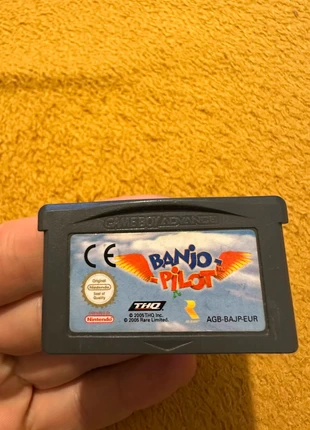 GAME BOY ADVANCE
CE
BANJO-
PILOT
Original
Nintendo
Seal of Quality
Nintendo
THQ
© 2005 THQ Inc.
© 2005 Rare Limited.
AGB-BAJP-EUR